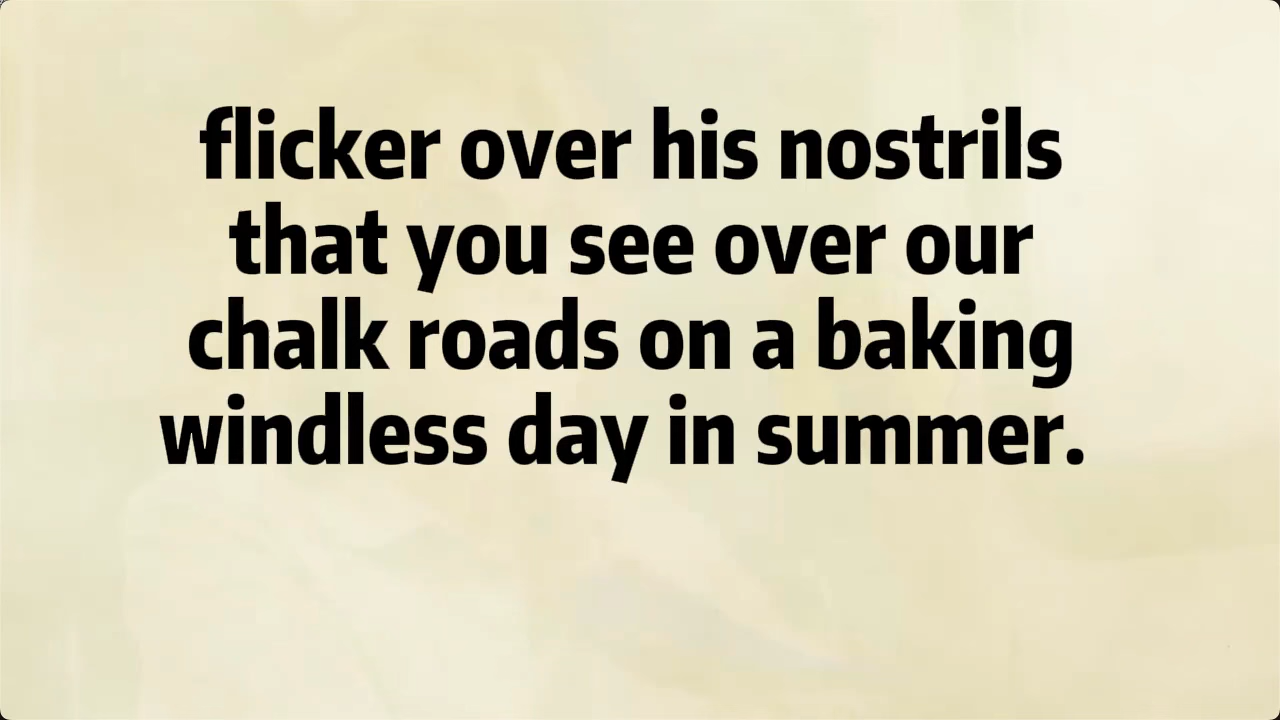 flicker over his nostrils
that you see over our
chalk roads on a baking
windless day in summer.